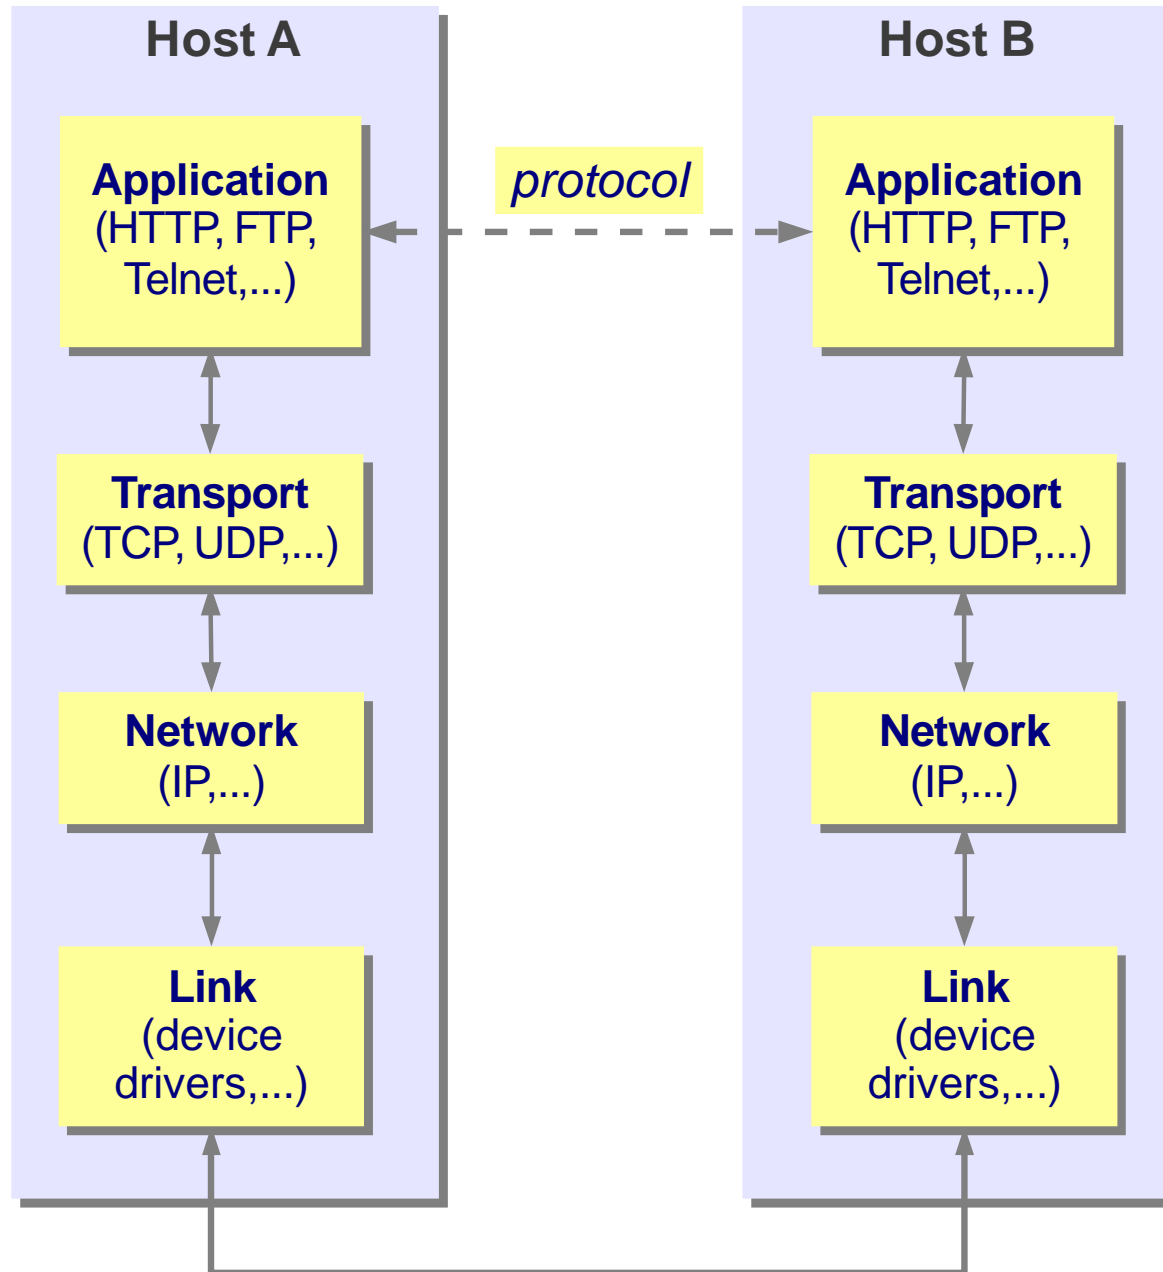 Host A
Application
(HTTP, FTP,
Telnet,...)
Transport
(TCP, UDP,...)
Network
(IP,...)
Link
(device
drivers,...)
protocol
Host B
Application
(HTTP, FTP,
Telnet,...)
Transport
(TCP, UDP,...)
Network
(IP,...)
Link
(device
drivers,...)